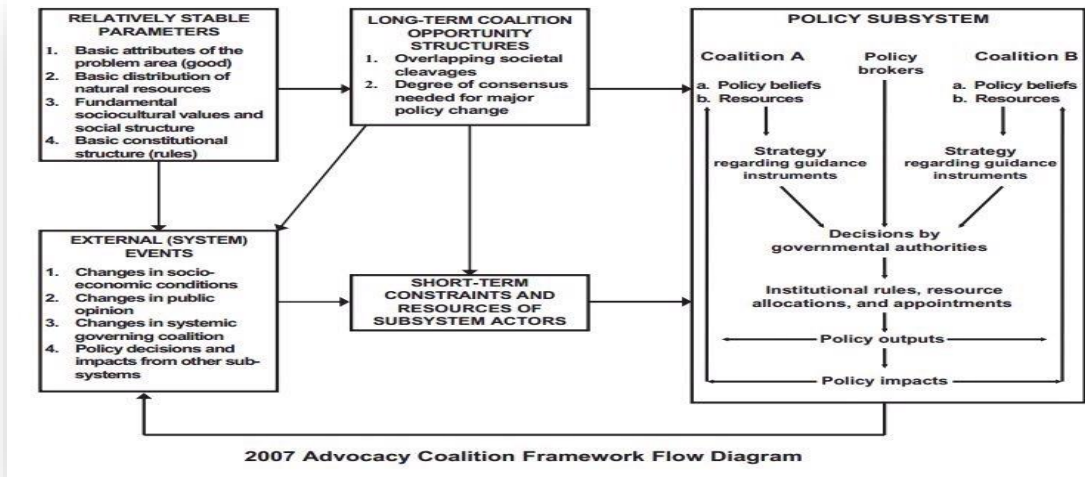 RELATIVELY STABLE
PARAMETERS
1. Basic attributes of the
problem area (good)
2. Basic distribution of
natural resources
3. Fundamental
sociocultural values and
social structure
4. Basic constitutional
structure (rules)
LONG-TERM COALITION
OPPORTUNITY
STRUCTURES
1. Overlapping societal
cleavages
2. Degree of consensus
needed for major
policy change
EXTERNAL (SYSTEM)
EVENTS
1. Changes in socio-
economic conditions
2. Changes in public
opinion
3. Changes in systemic
governing coalition
4. Policy decisions and
impacts from other sub-
systems
SHORT-TERM
CONSTRAINTS AND
RESOURCES OF
SUBSYSTEM ACTORS
POLICY SUBSYSTEM
Coalition A
a. Policy beliefs
b. Resources
Policy
brokers
Coalition B
a. Policy beliefs
b. Resources
Strategy
regarding guidance
instruments
Strategy
regarding guidance
instruments
Decisions by
governmental authorities
Institutional rules, resource
allocations, and appointments
Policy outputs
Policy impacts
2007 Advocacy Coalition Framework Flow Diagram